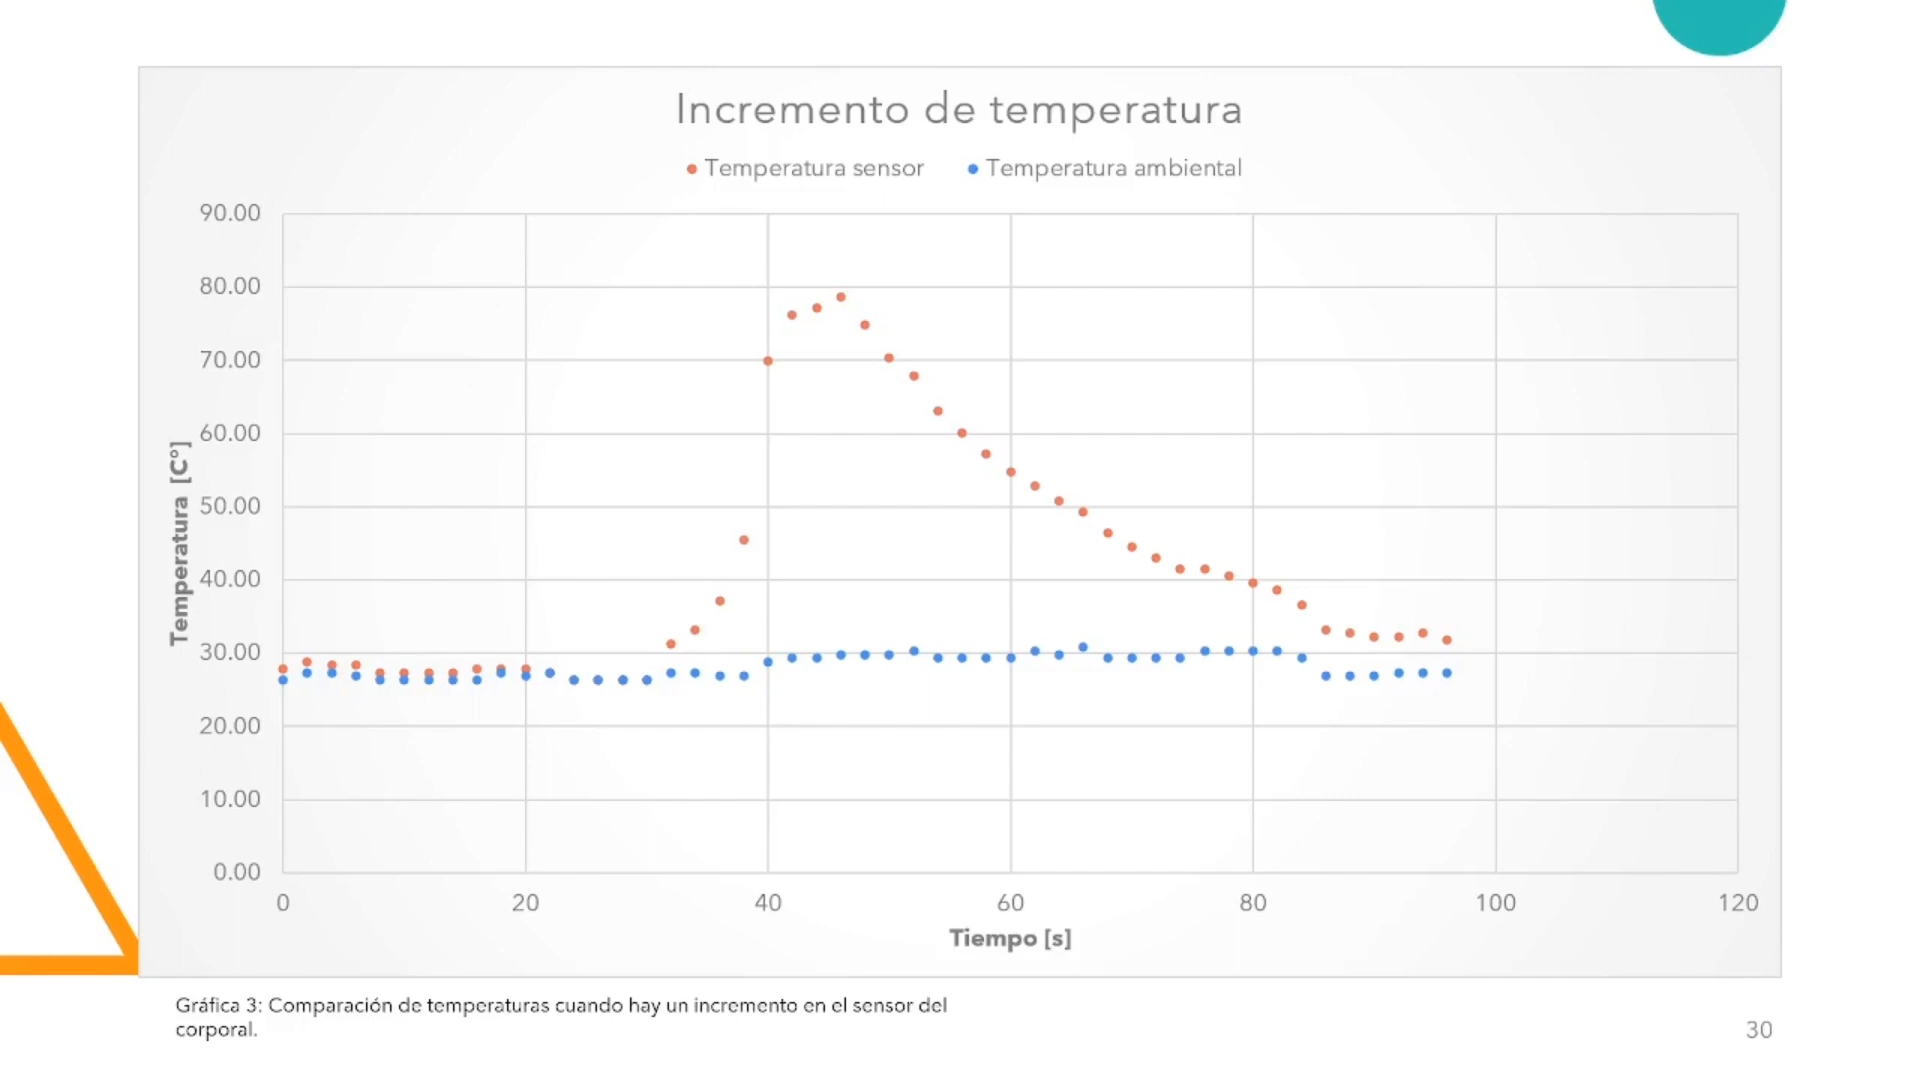 Incremento de temperatura
Temperatura sensor Temperatura ambiental
90.00
80.00
70.00
60.00
50.00
40.00
30.00
20.00
10.00
0.00
Temperatura [C°]
0 20 40 60 80 100 120
Tiempo [s]
Gráfica 3: Comparación de temperaturas cuando hay un incremento en el sensor del
corporal.
30